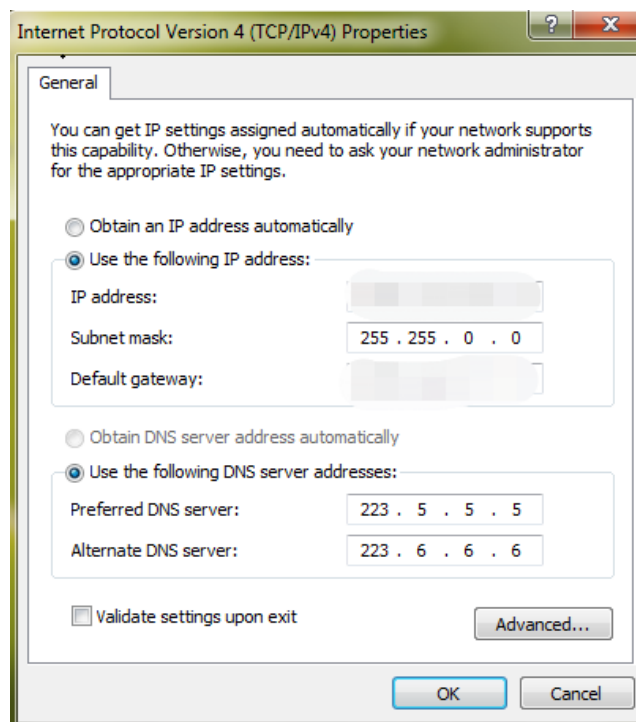 Internet Protocol Version 4 (TCP/IPv4) Properties
General
You can get IP settings assigned automatically if your network supports
this capability. Otherwise, you need to ask your network administrator
for the appropriate IP settings.
Obtain an IP address automatically
Use the following IP address:
IP address:
Subnet mask: 255 . 255 . 0 . 0
Default gateway:
Obtain DNS server address automatically
Use the following DNS server addresses:
Preferred DNS server: 223 . 5 . 5 . 5
Alternate DNS server: 223 . 6 . 6 . 6
Validate settings upon exit
Advanced...
OK Cancel